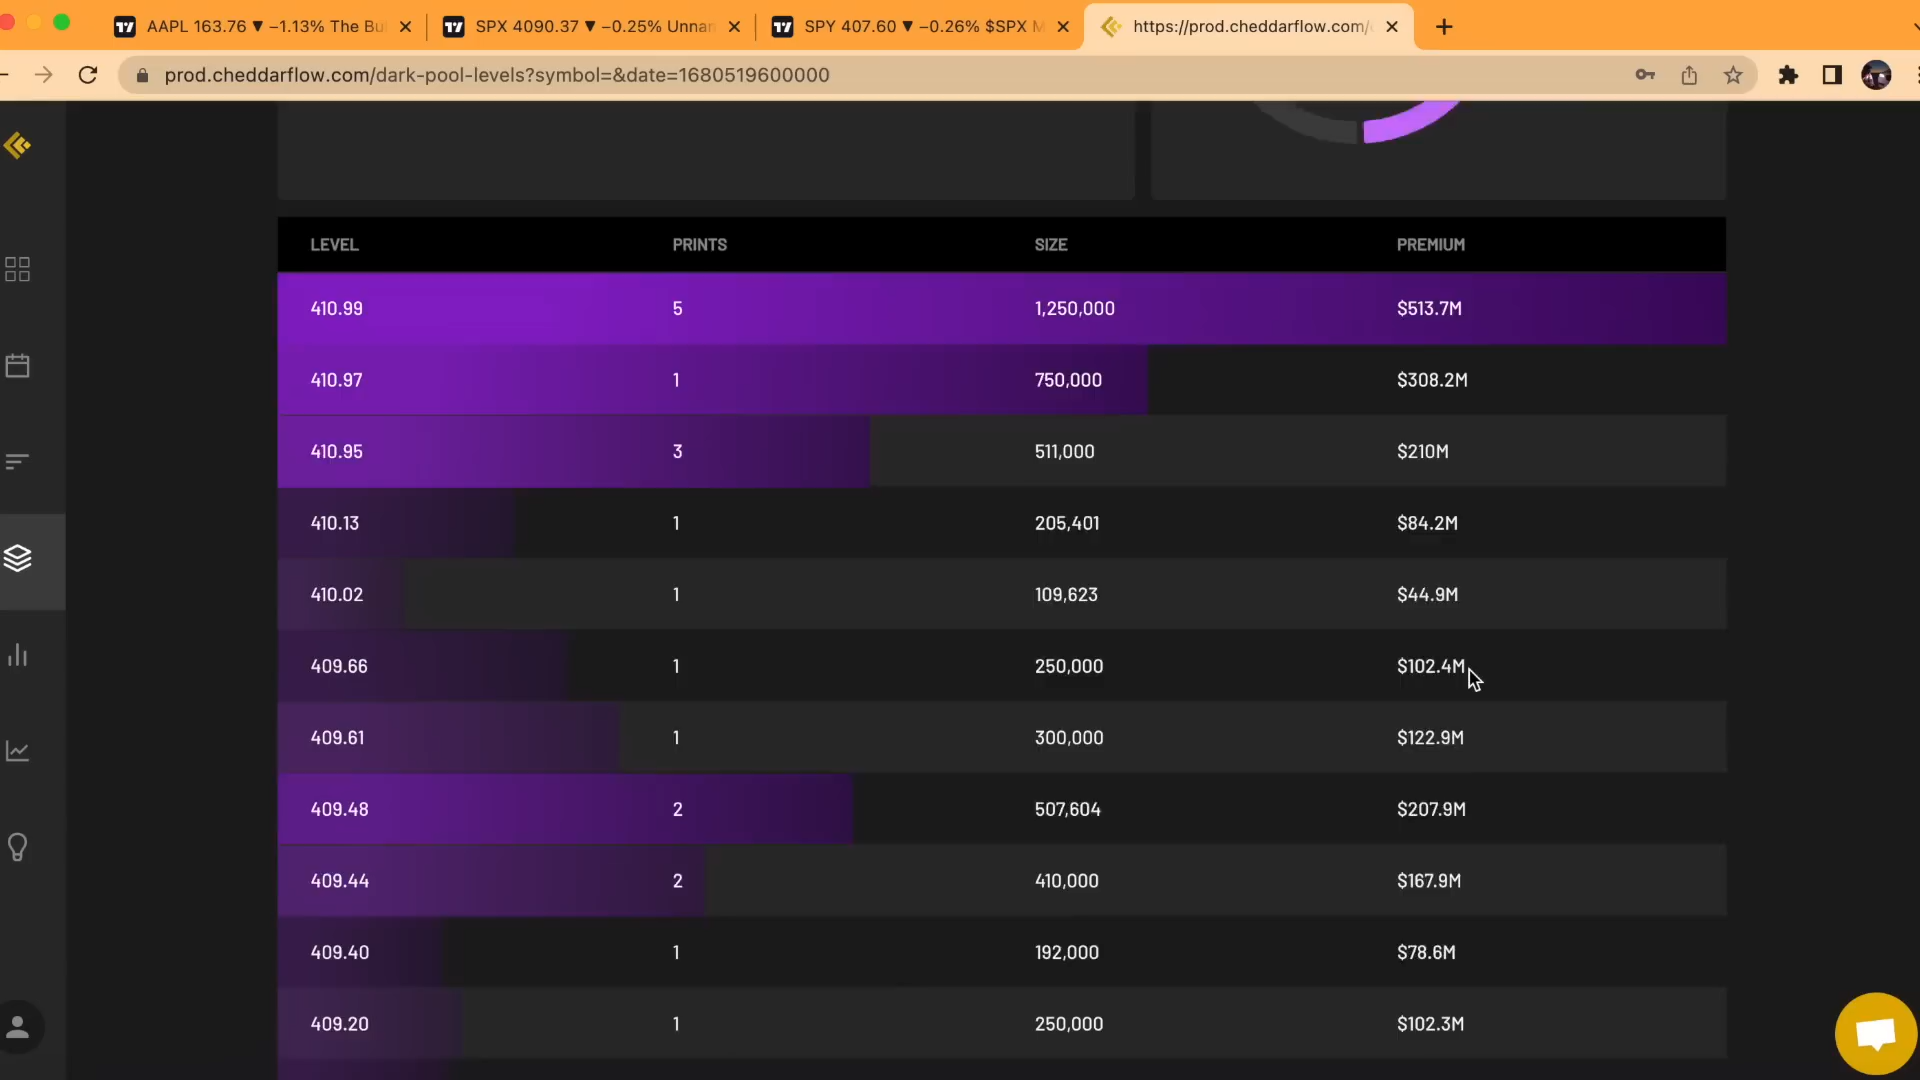 AAPL 163.76 ▼ −1.13% The Bu
SPX 4090.37 ▼ −0.25% Unnan
SPY 407.60 ▼ −0.26% $SPX M
https://prod.cheddarflow.com/
prod.cheddarflow.com/dark-pool-levels?symbol=&date=1680519600000
LEVEL PRINTS SIZE PREMIUM
410.99 5 1,250,000 $513.7M
410.97 1 750,000 $308.2M
410.95 3 511,000 $210M
410.13 1 205,401 $84.2M
410.02 1 109,623 $44.9M
409.66 1 250,000 $102.4M
409.61 1 300,000 $122.9M
409.48 2 507,604 $207.9M
409.44 2 410,000 $167.9M
409.40 1 192,000 $78.6M
409.20 1 250,000 $102.3M